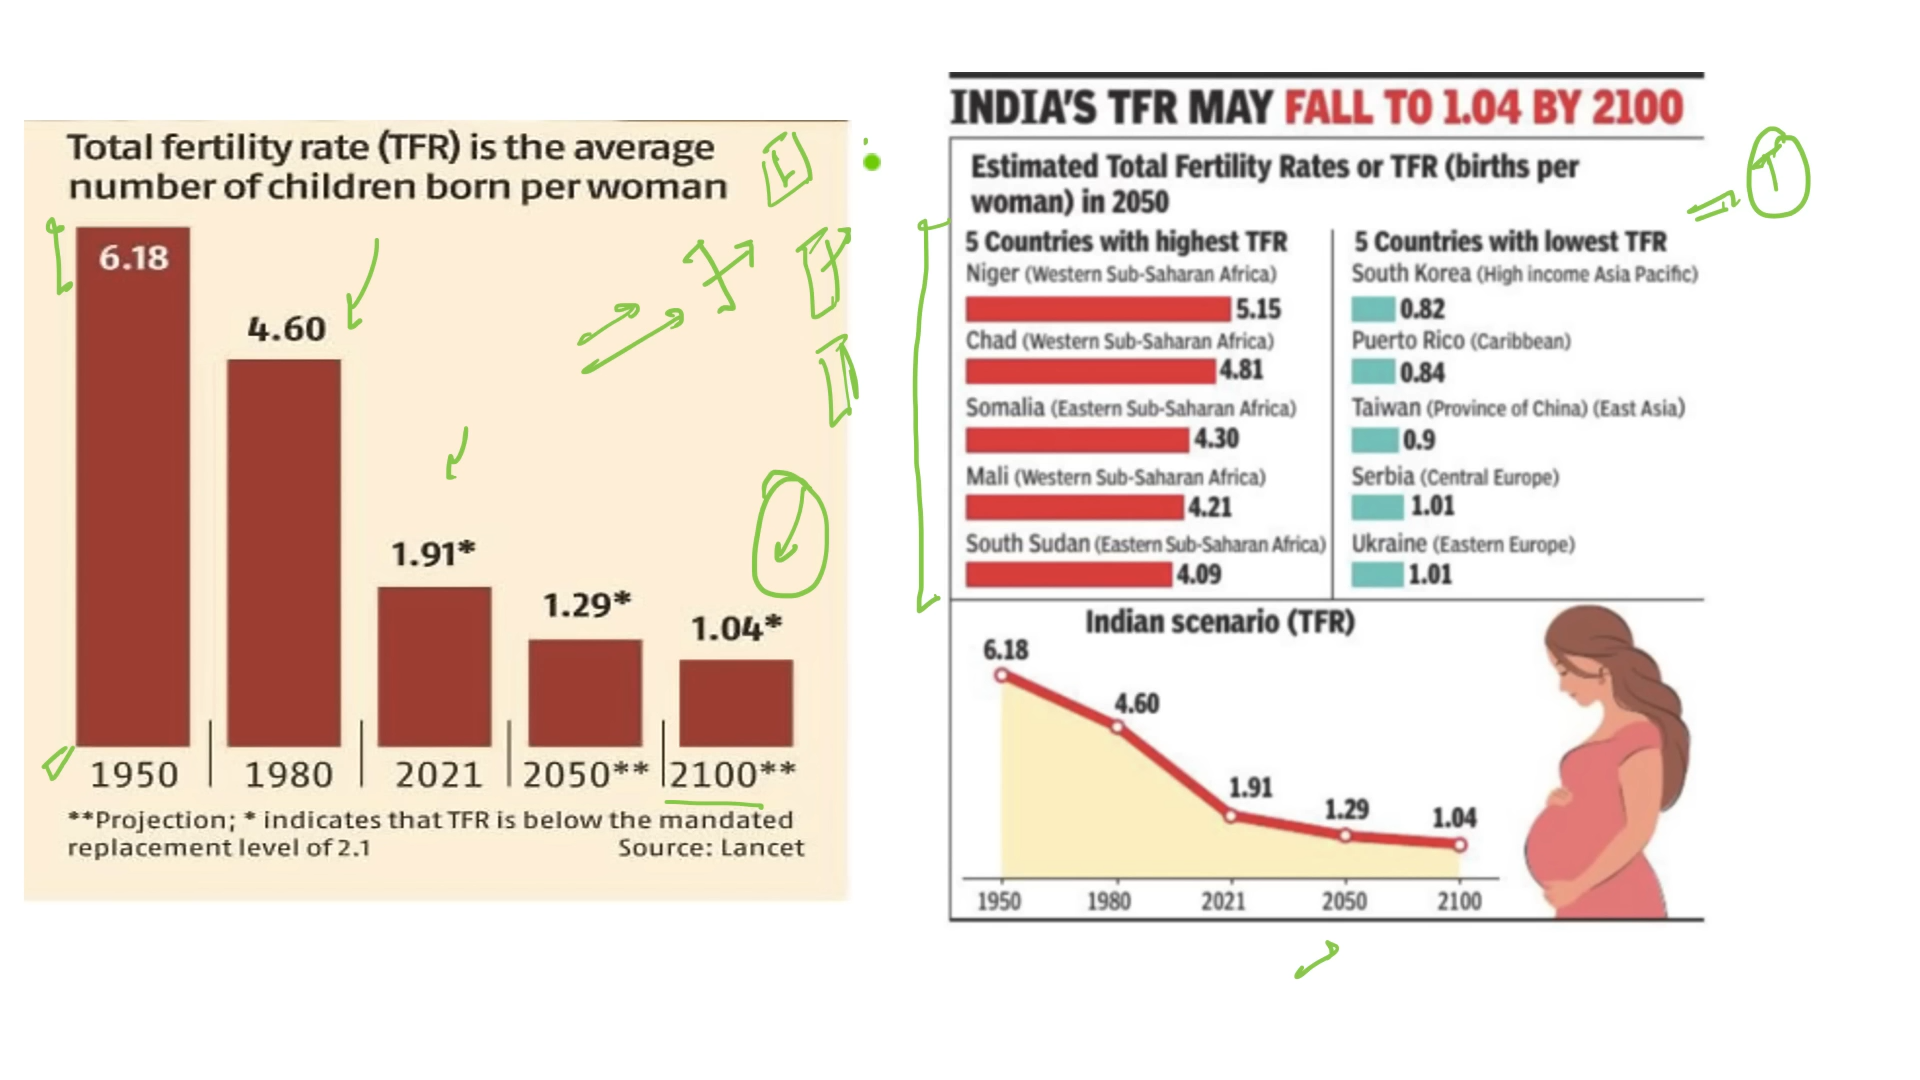 Total fertility rate (TFR) is the average
number of children born per woman
6.18
4.60
1.91*
1.29*
1.04*
1950
1980
2021
2050**
2100**
**Projection; * indicates that TFR is below the mandated
replacement level of 2.1
Source: Lancet
INDIA'S TFR MAY FALL TO 1.04 BY 2100
Estimated Total Fertility Rates or TFR (births per
woman) in 2050
5 Countries with highest TFR
Niger (Western Sub-Saharan Africa)
5.15
Chad (Western Sub-Saharan Africa)
4.81
Somalia (Eastern Sub-Saharan Africa)
4.30
Mali (Western Sub-Saharan Africa)
4.21
South Sudan (Eastern Sub-Saharan Africa)
4.09
5 Countries with lowest TFR
South Korea (High income Asia Pacific)
0.82
Puerto Rico (Caribbean)
0.84
Taiwan (Province of China) (East Asia)
0.9
Serbia (Central Europe)
1.01
Ukraine (Eastern Europe)
1.01
Indian scenario (TFR)
6.18
4.60
1.91
1.29
1.04
1950
1980
2021
2050
2100